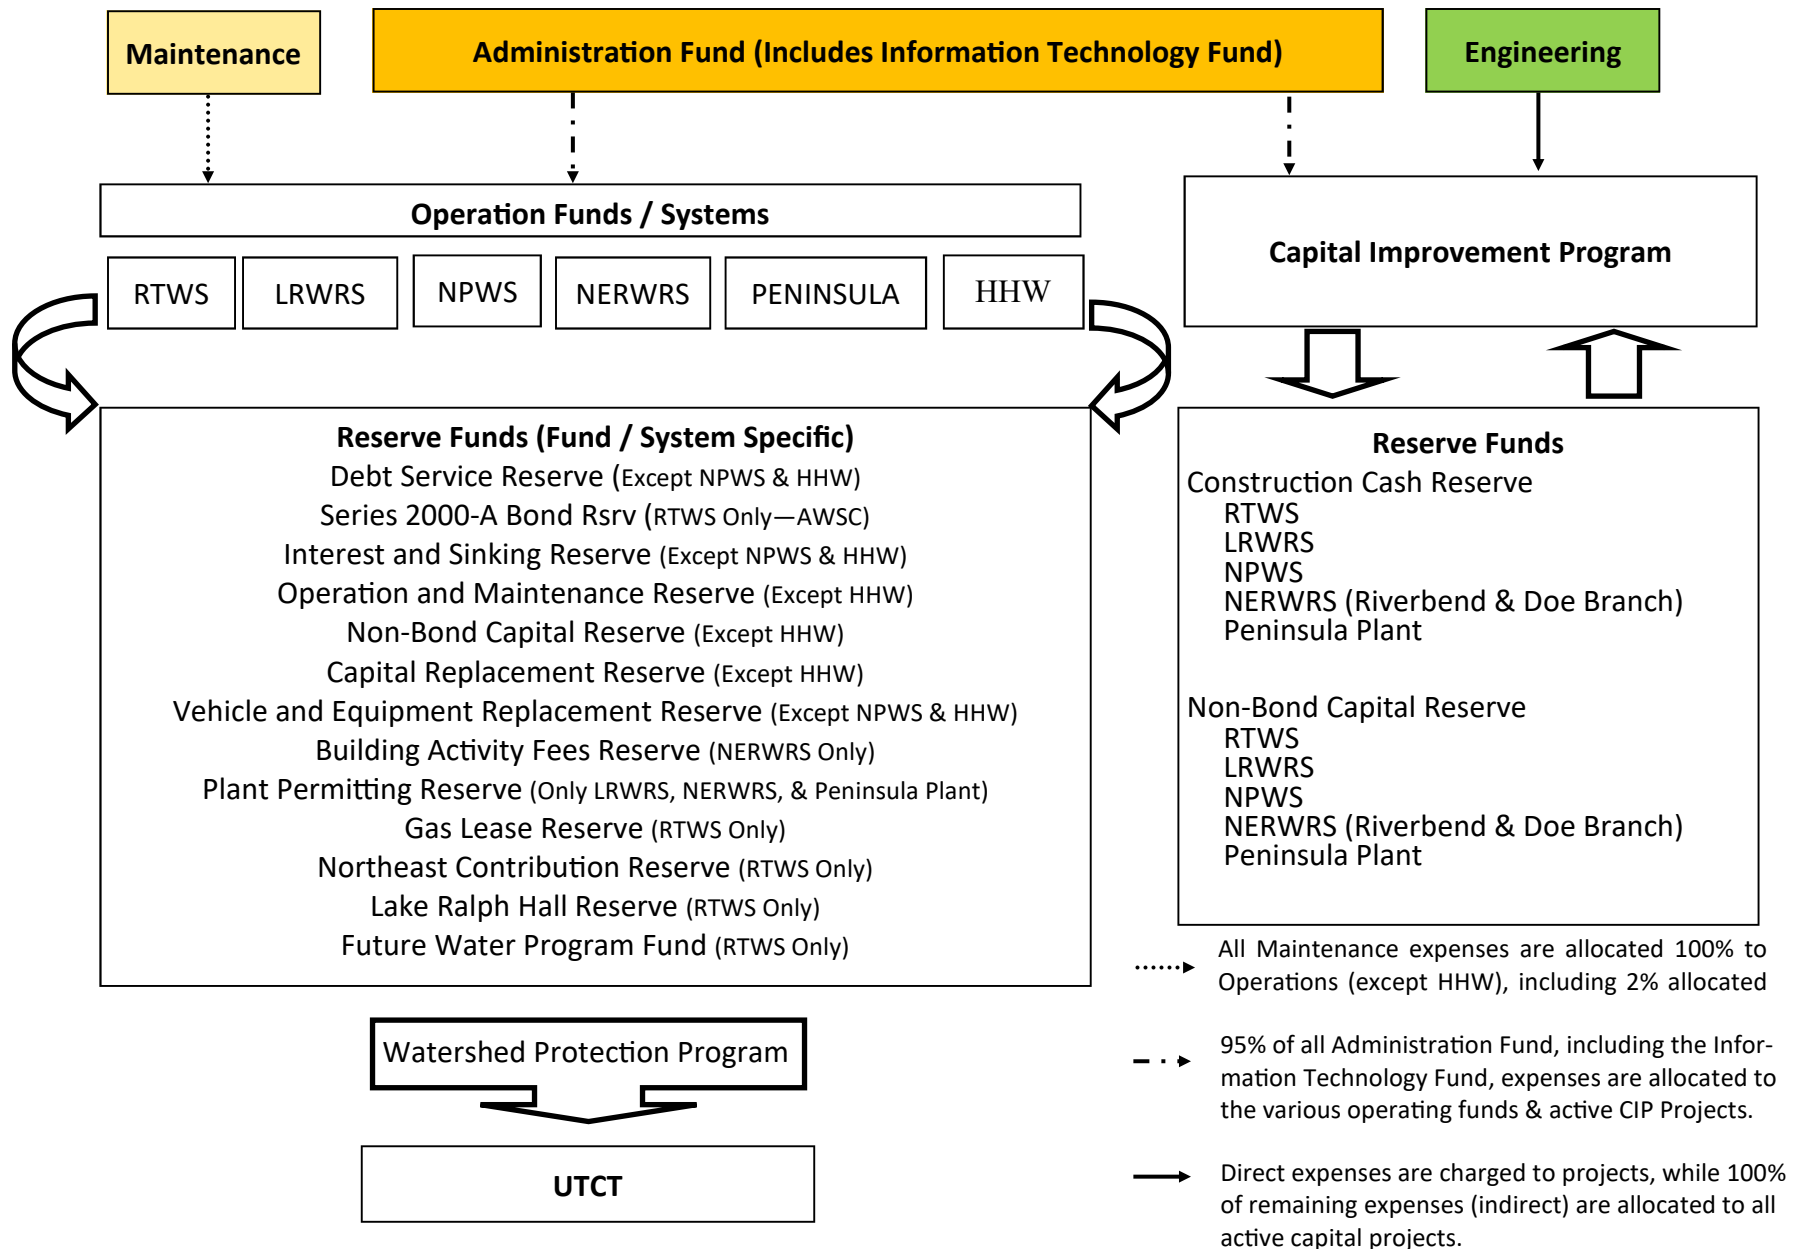 Maintenance
Administration Fund (Includes Information Technology Fund)
Engineering
Operation Funds / Systems
RTWS
LRWRS
NPWS
NERWRS
PENINSULA
HHW
Capital Improvement Program
Reserve Funds (Fund / System Specific)
Debt Service Reserve (Except NPWS & HHW)
Series 2000-A Bond Rsrv (RTWS Only—AWSC)
Interest and Sinking Reserve (Except NPWS & HHW)
Operation and Maintenance Reserve (Except HHW)
Non-Bond Capital Reserve (Except HHW)
Capital Replacement Reserve (Except HHW)
Vehicle and Equipment Replacement Reserve (Except NPWS & HHW)
Building Activity Fees Reserve (NERWRS Only)
Plant Permitting Reserve (Only LRWRS, NERWRS, & Peninsula Plant)
Gas Lease Reserve (RTWS Only)
Northeast Contribution Reserve (RTWS Only)
Lake Ralph Hall Reserve (RTWS Only)
Future Water Program Fund (RTWS Only)
Reserve Funds
Construction Cash Reserve
RTWS
LRWRS
NPWS
NERWRS (Riverbend & Doe Branch)
Peninsula Plant
Non-Bond Capital Reserve
RTWS
LRWRS
NPWS
NERWRS (Riverbend & Doe Branch)
Peninsula Plant
Watershed Protection Program
UTCT
All Maintenance expenses are allocated 100% to
Operations (except HHW), including 2% allocated
95% of all Administration Fund, including the Infor-
mation Technology Fund, expenses are allocated to
the various operating funds & active CIP Projects.
Direct expenses are charged to projects, while 100%
of remaining expenses (indirect) are allocated to all
active capital projects.